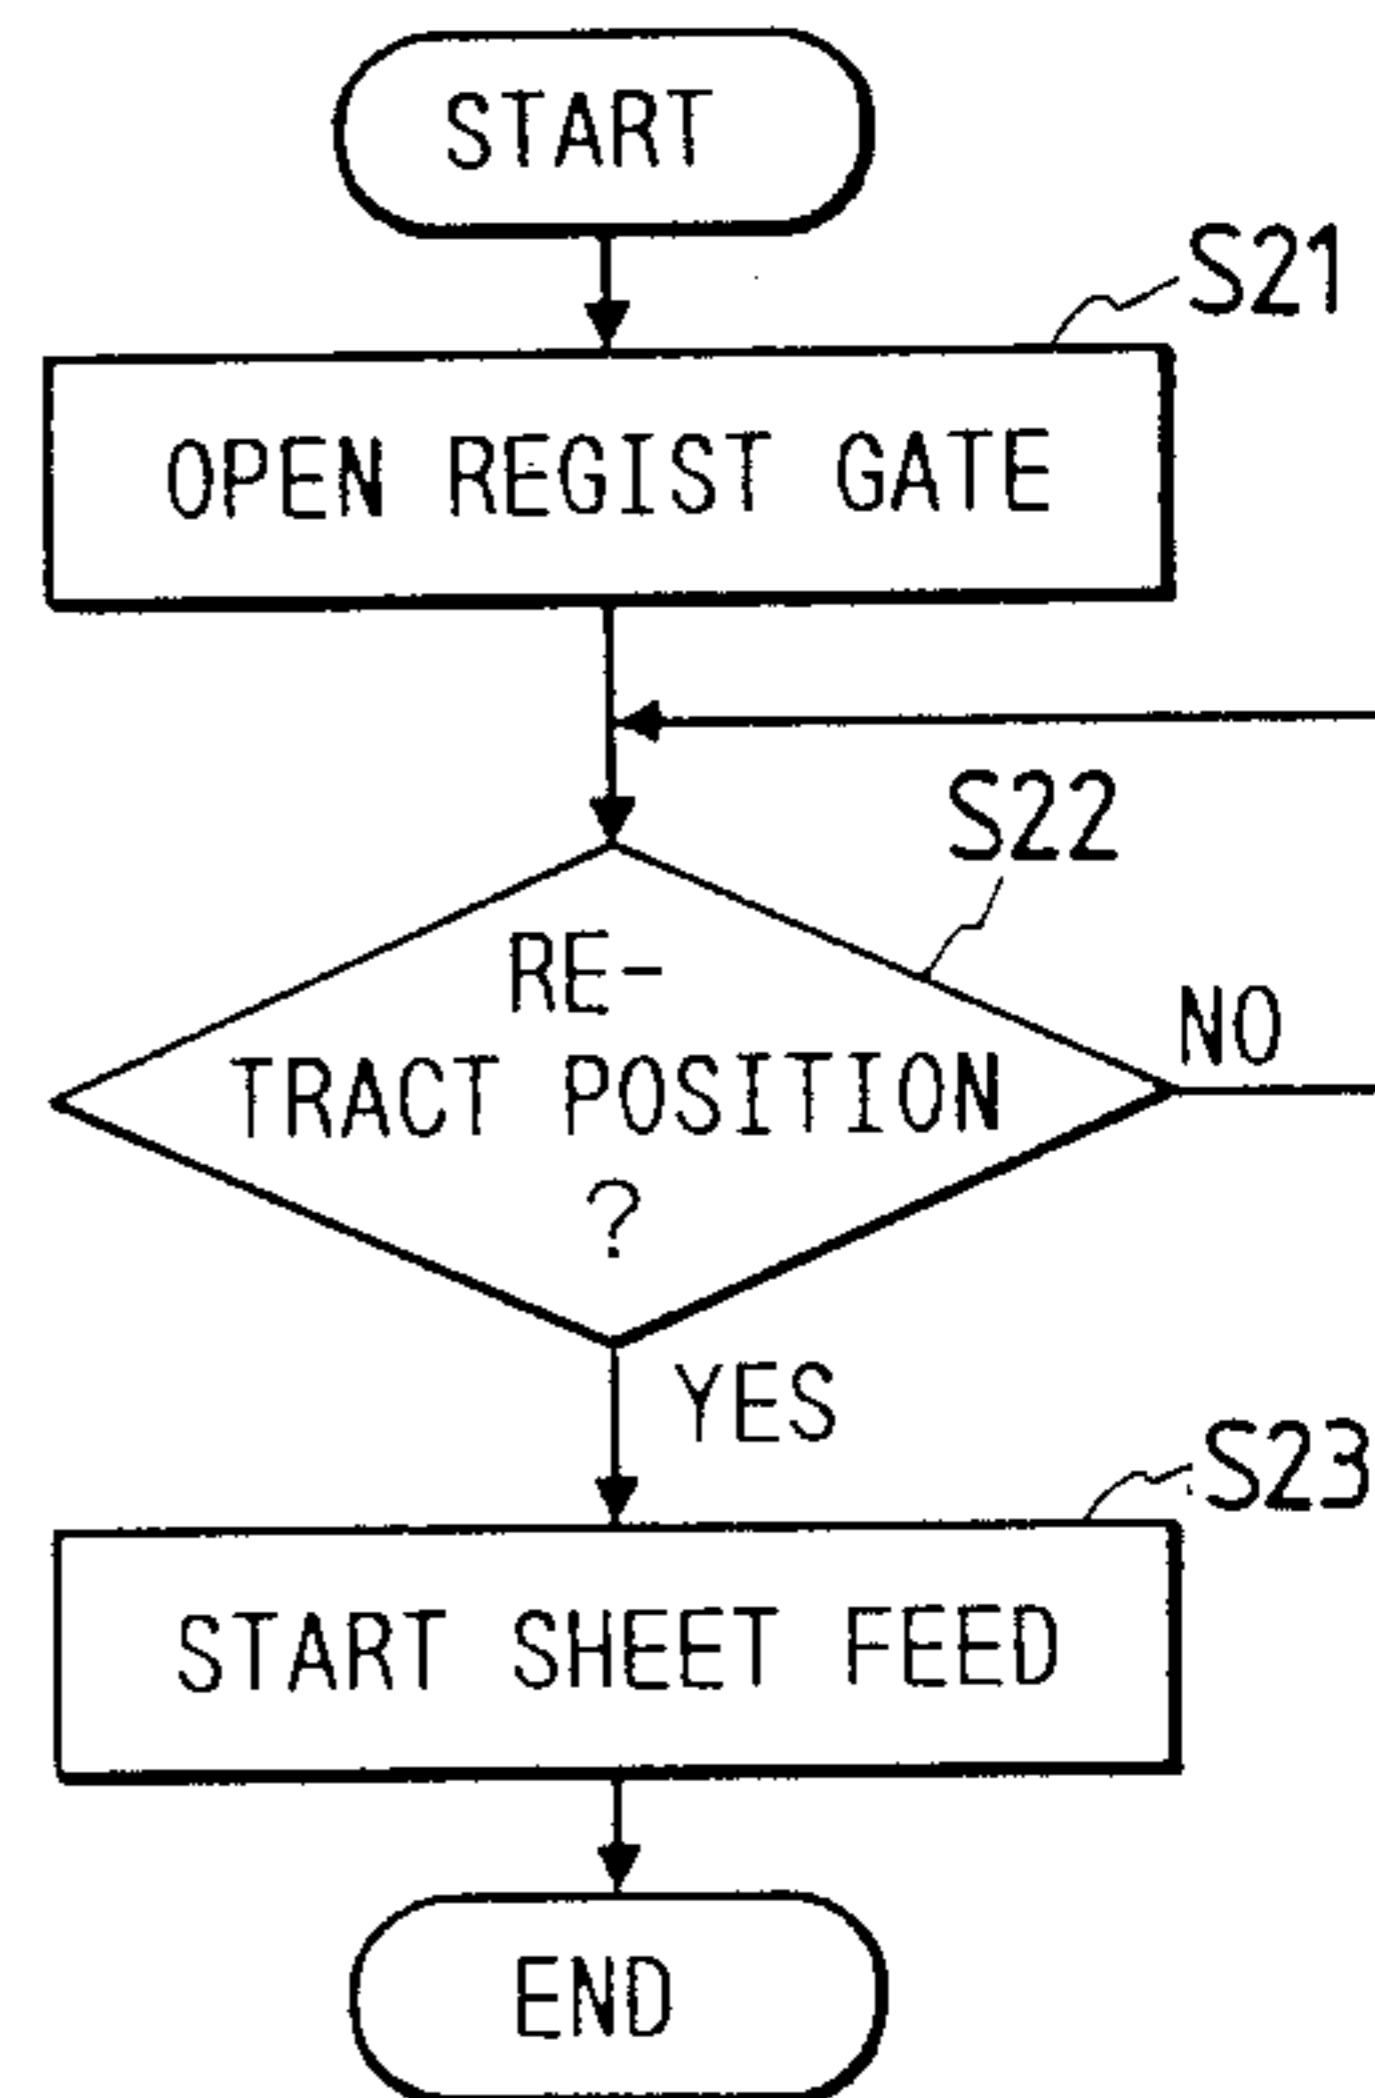 START
S21
OPEN REGIST GATE
S22
RE-
TRACT POSITION
?
NO
YES
S23
START SHEET FEED
END